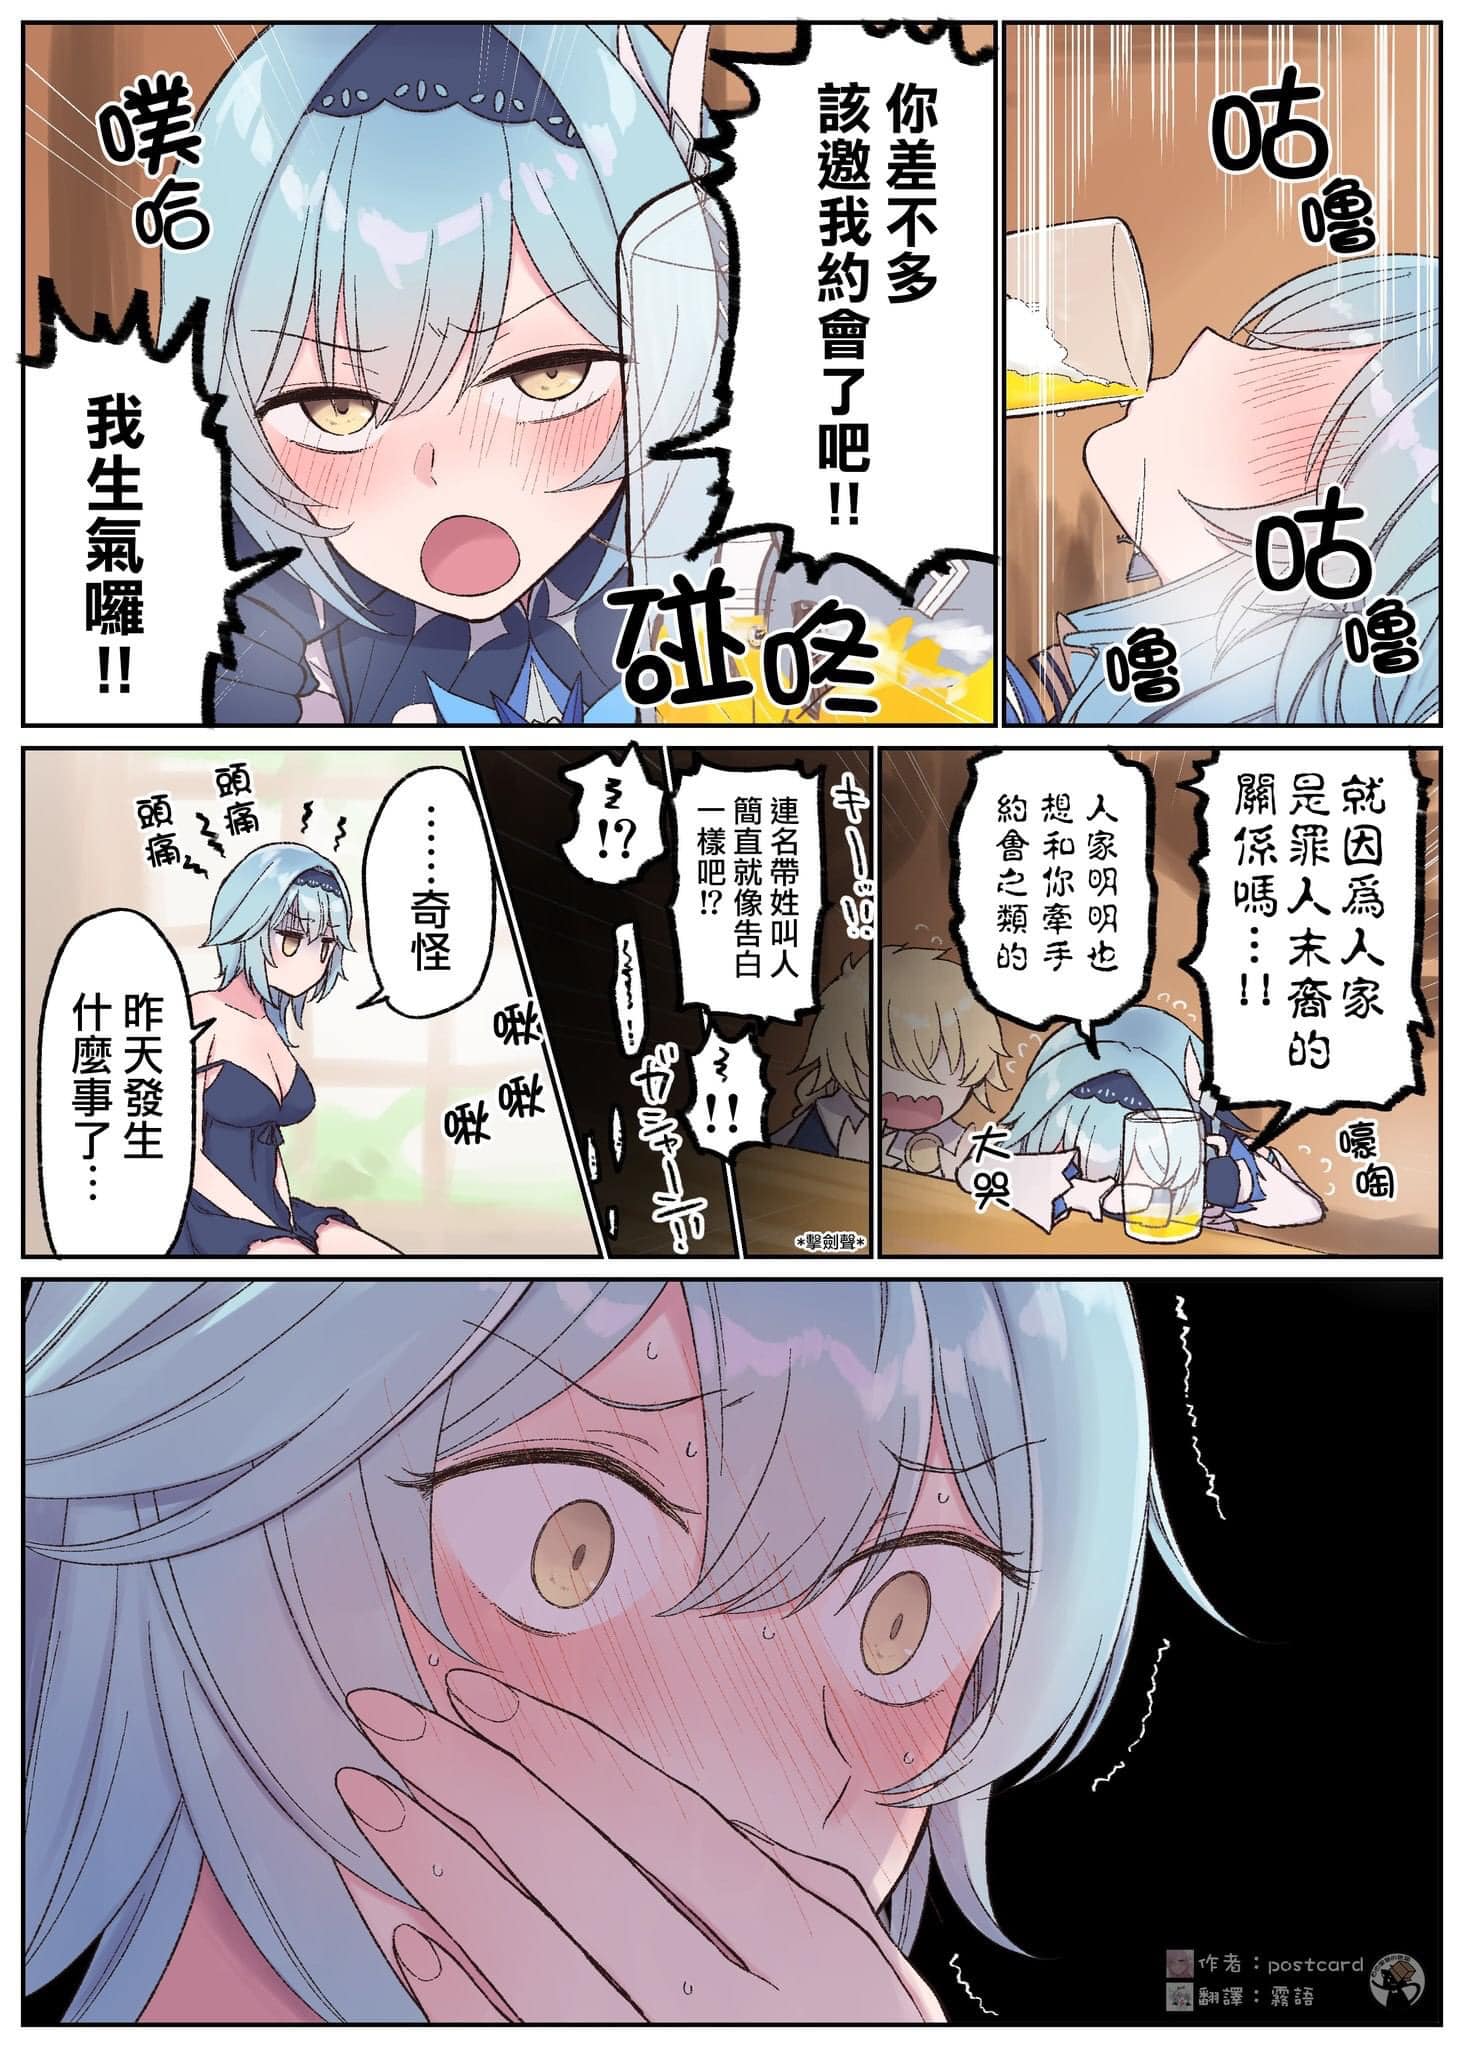 咕
嚕
咕
嚕
嚕
你差不多
該邀我約會了吧!!
噗
哈
碰咚
我生氣囉!!
就因爲人家
是罪人末裔的
關係嗎…!!
嚎啕
人家明明也
想和你牽手
約會之類的
大哭
キーーン…!!
連名帶姓叫人
簡直就像告白
一樣吧!?
!!
*擊劍聲*
!?
ガシャーン!!
……奇怪
頭痛
頭痛
昨天發生
什麼事了…
作者：postcard
翻譯：霧語